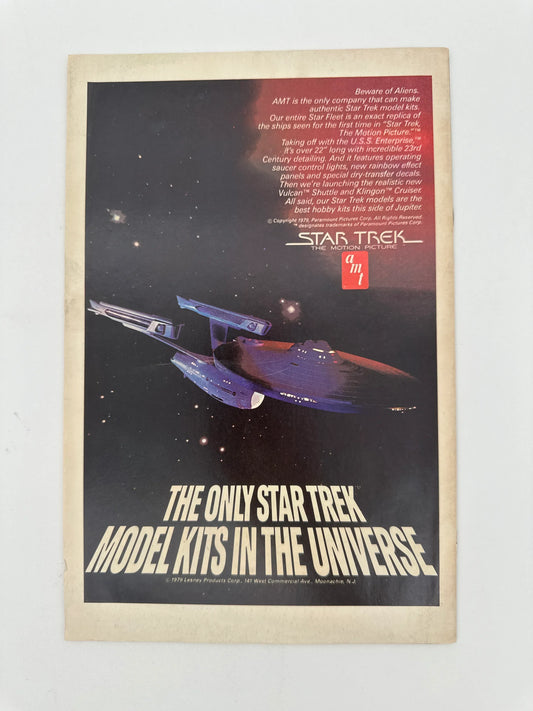 Beware of Aliens.
AMT is the only company that can make
authentic Star Trek model kits.
Our entire Star Fleet is an exact replica of
the ships seen for the first time in "Star Trek,
The Motion Picture."™
Taking off with the U.S.S. Enterprise,™
it's over 22" long with incredible 23rd
Century detailing. And it features operating
saucer control lights, new rainbow effect
panels and special dry-transfer decals.
Then we're launching the realistic new
Vulcan™ Shuttle and Klingon™ Cruiser.
All said, our Star Trek models are the
best hobby kits this side of Jupiter.
© Copyright 1979, Paramount Pictures Corp. All Rights Reserved.
™ designates trademarks of Paramount Pictures Corp.
STAR TREK
THE MOTION PICTURE
amt
THE ONLY STAR TREK
MODEL KITS IN THE UNIVERSE
© 1979 Lesney Products Corp., 141 West Commercial Ave., Moonachie, N.J.